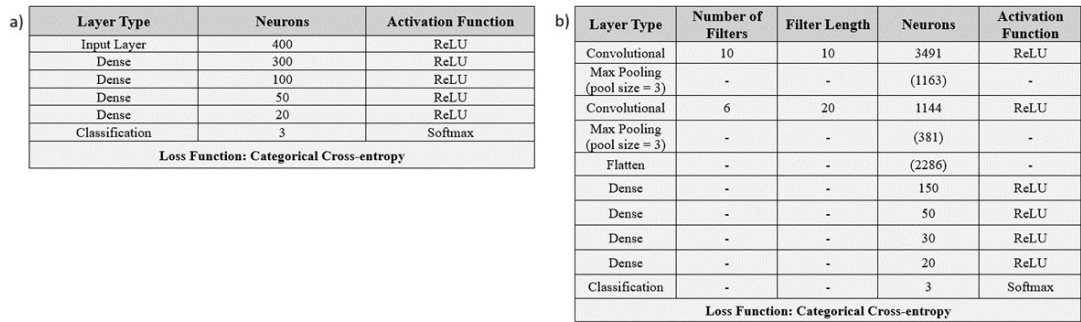 a)
Layer Type Neurons Activation Function
Input Layer 400 ReLU
Dense 300 ReLU
Dense 100 ReLU
Dense 50 ReLU
Dense 20 ReLU
Classification 3 Softmax
Loss Function: Categorical Cross-entropy
b)
Layer Type Number of Filters Filter Length Neurons Activation Function
Convolutional 10 10 3491 ReLU
Max Pooling (pool size = 3) - - (1163) -
Convolutional 6 20 1144 ReLU
Max Pooling (pool size = 3) - - (381) -
Flatten - - (2286) -
Dense - - 150 ReLU
Dense - - 50 ReLU
Dense - - 30 ReLU
Dense - - 20 ReLU
Classification - - 3 Softmax
Loss Function: Categorical Cross-entropy